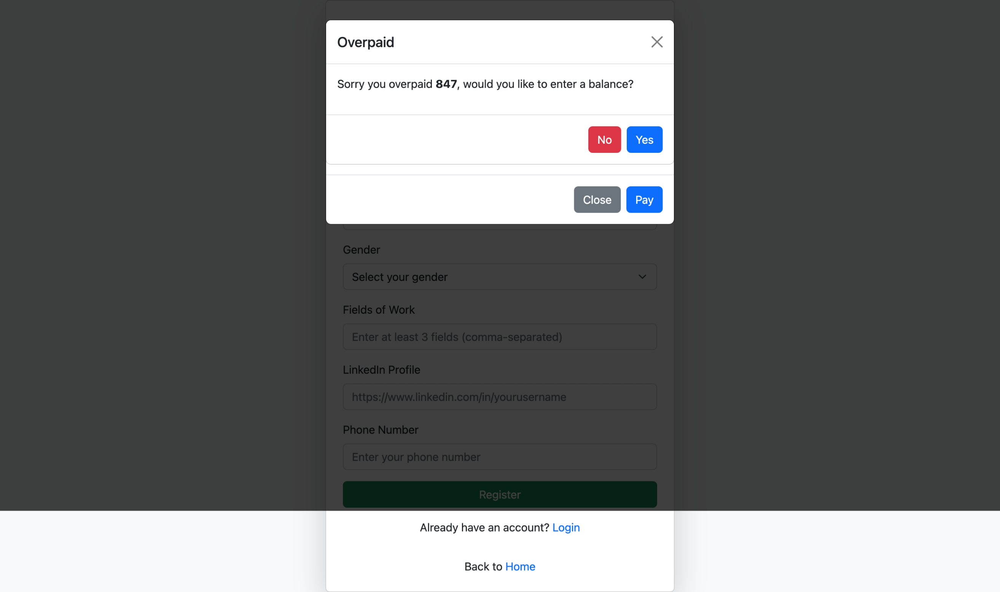 Overpaid
Sorry you overpaid 847, would you like to enter a balance?
No Yes
Close Pay
Gender
Select your gender
Fields of Work
Enter at least 3 fields (comma-separated)
LinkedIn Profile
https://www.linkedin.com/in/yourusername
Phone Number
Enter your phone number
Register
Already have an account? Login
Back to Home